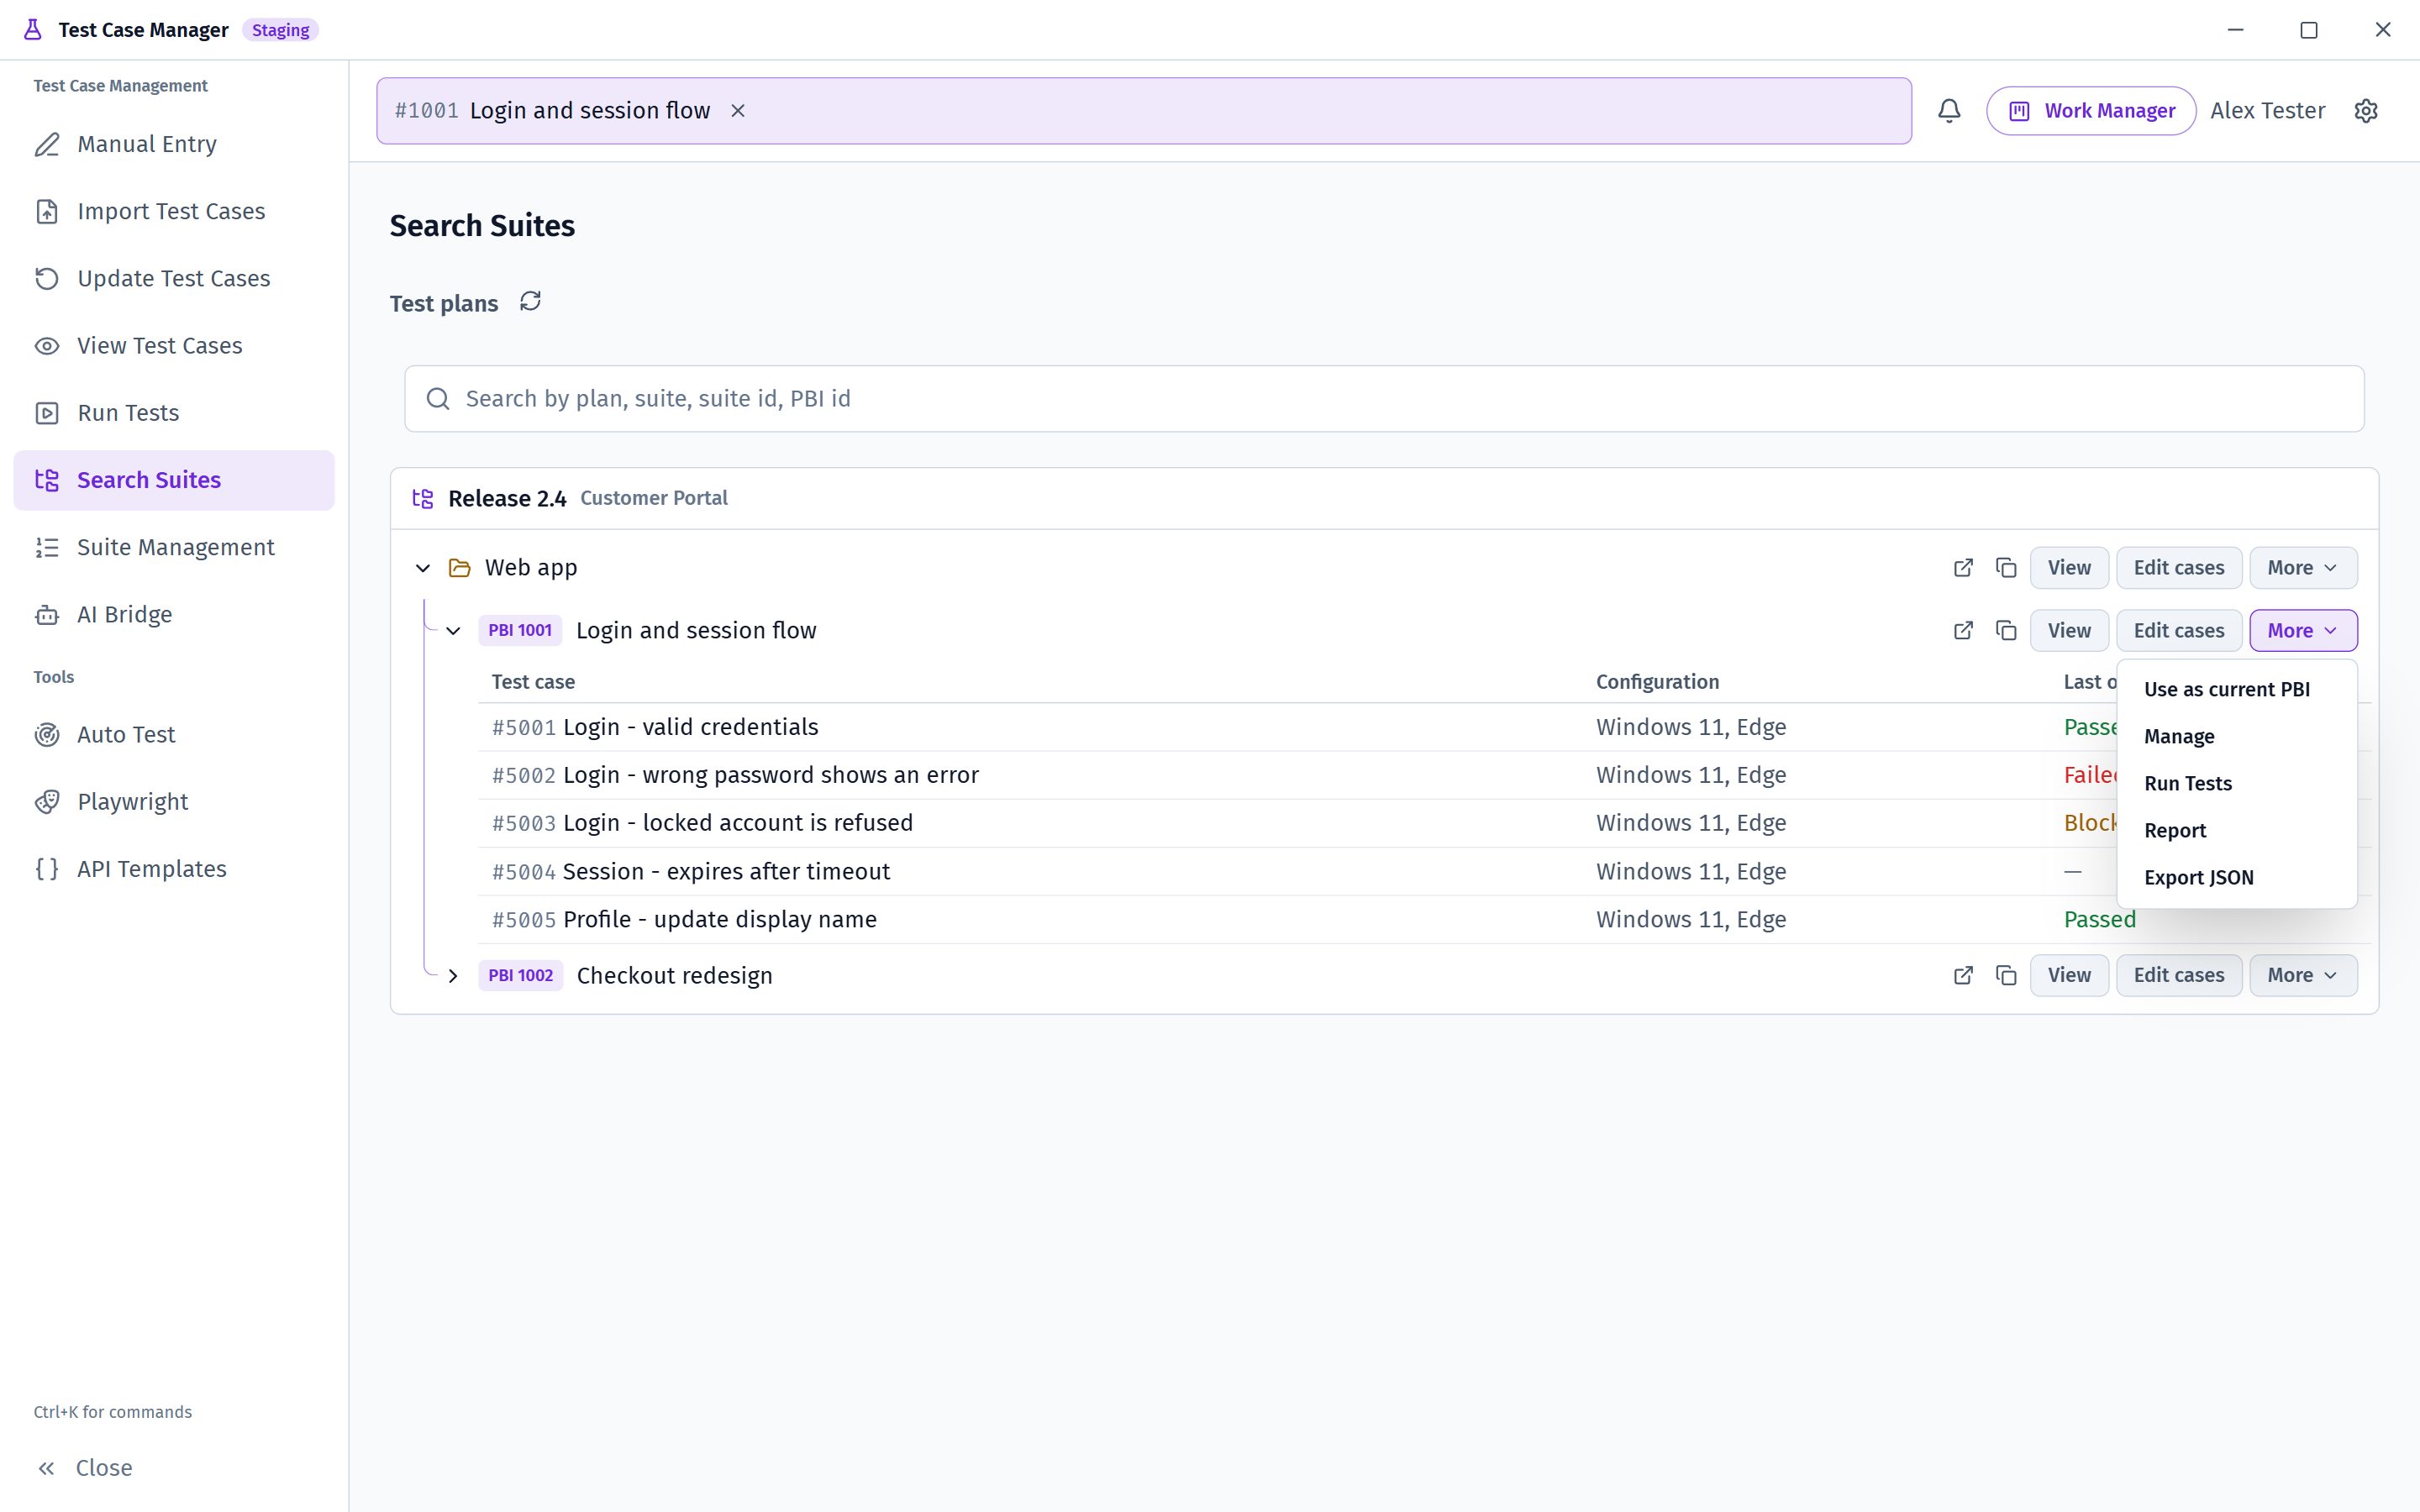 Test Case Manager Staging
Test Case Management
Manual Entry
Import Test Cases
Update Test Cases
View Test Cases
Run Tests
Search Suites
Suite Management
AI Bridge
Tools
Auto Test
Playwright
API Templates
Ctrl+K for commands
Close
#1001 Login and session flow
Work Manager
Alex Tester
Search Suites
Test plans
Search by plan, suite, suite id, PBI id
Release 2.4 Customer Portal
Web app View Edit cases More
PBI 1001 Login and session flow View Edit cases More
Test case Configuration Last o
#5001 Login - valid credentials Windows 11, Edge Passe
#5002 Login - wrong password shows an error Windows 11, Edge Failed
#5003 Login - locked account is refused Windows 11, Edge Block
#5004 Session - expires after timeout Windows 11, Edge —
#5005 Profile - update display name Windows 11, Edge Passed
Use as current PBI
Manage
Run Tests
Report
Export JSON
PBI 1002 Checkout redesign View Edit cases More